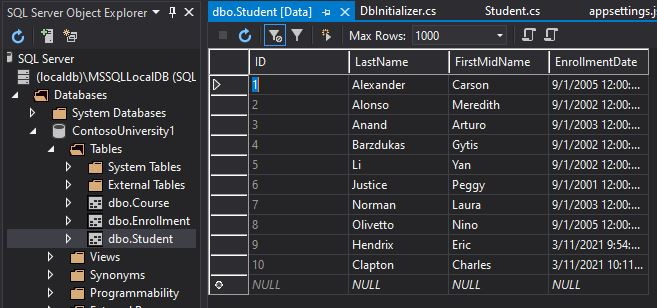 SQL Server Object Explorer
SQL Server
(localdb)\MSSQLLocalDB (SQL
Databases
System Databases
ContosoUniversity1
Tables
System Tables
External Tables
dbo.Course
dbo.Enrollment
dbo.Student
Views
Synonyms
Programmability
dbo.Student [Data]
DbInitializer.cs
Student.cs
appsettings.j
Max Rows: 1000
ID LastName FirstMidName EnrollmentDate
1 Alexander Carson 9/1/2005 12:00:...
2 Alonso Meredith 9/1/2002 12:00:...
3 Anand Arturo 9/1/2003 12:00:...
4 Barzdukas Gytis 9/1/2002 12:00:...
5 Li Yan 9/1/2002 12:00:...
6 Justice Peggy 9/1/2001 12:00:...
7 Norman Laura 9/1/2003 12:00:...
8 Olivetto Nino 9/1/2005 12:00:...
9 Hendrix Eric 3/11/2021 9:54:...
10 Clapton Charles 3/11/2021 10:11...
NULL NULL NULL NULL